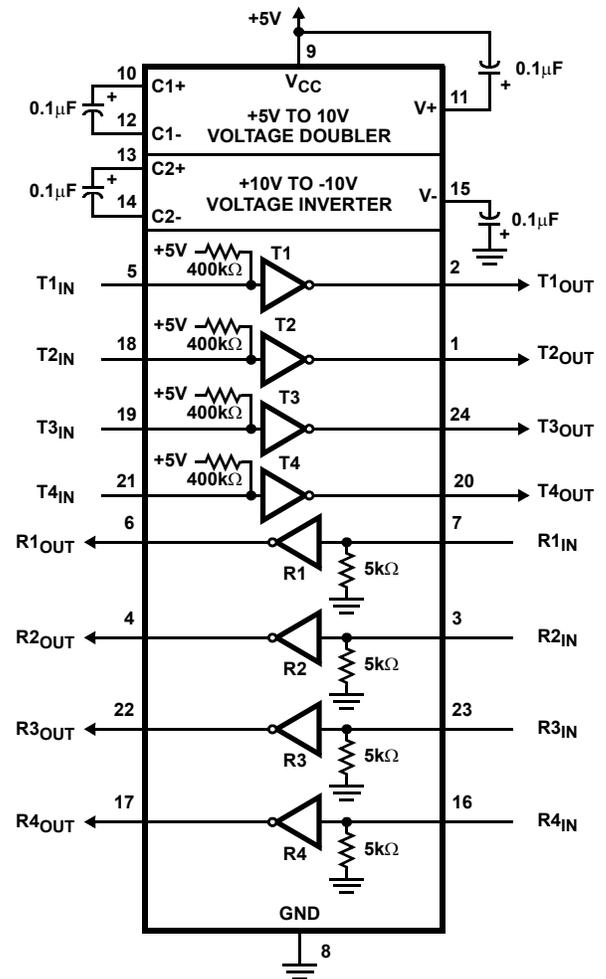 +5V
9
10
C1+
VCC
0.1μF
+
0.1μF
+
+5V TO 10V
VOLTAGE DOUBLER
V+
11
12
C1-
13
C2+
0.1μF
+
+10V TO -10V
VOLTAGE INVERTER
V-
15
14
C2-
0.1μF
+
+5V
400kΩ
T1
T1IN
5
2
T1OUT
+5V
400kΩ
T2
T2IN
18
1
T2OUT
+5V
400kΩ
T3
T3IN
19
24
T3OUT
+5V
400kΩ
T4
T4IN
21
20
T4OUT
R1OUT
6
7
R1IN
R1
5kΩ
R2OUT
4
3
R2IN
R2
5kΩ
R3OUT
22
23
R3IN
R3
5kΩ
R4OUT
17
16
R4IN
R4
5kΩ
GND
8